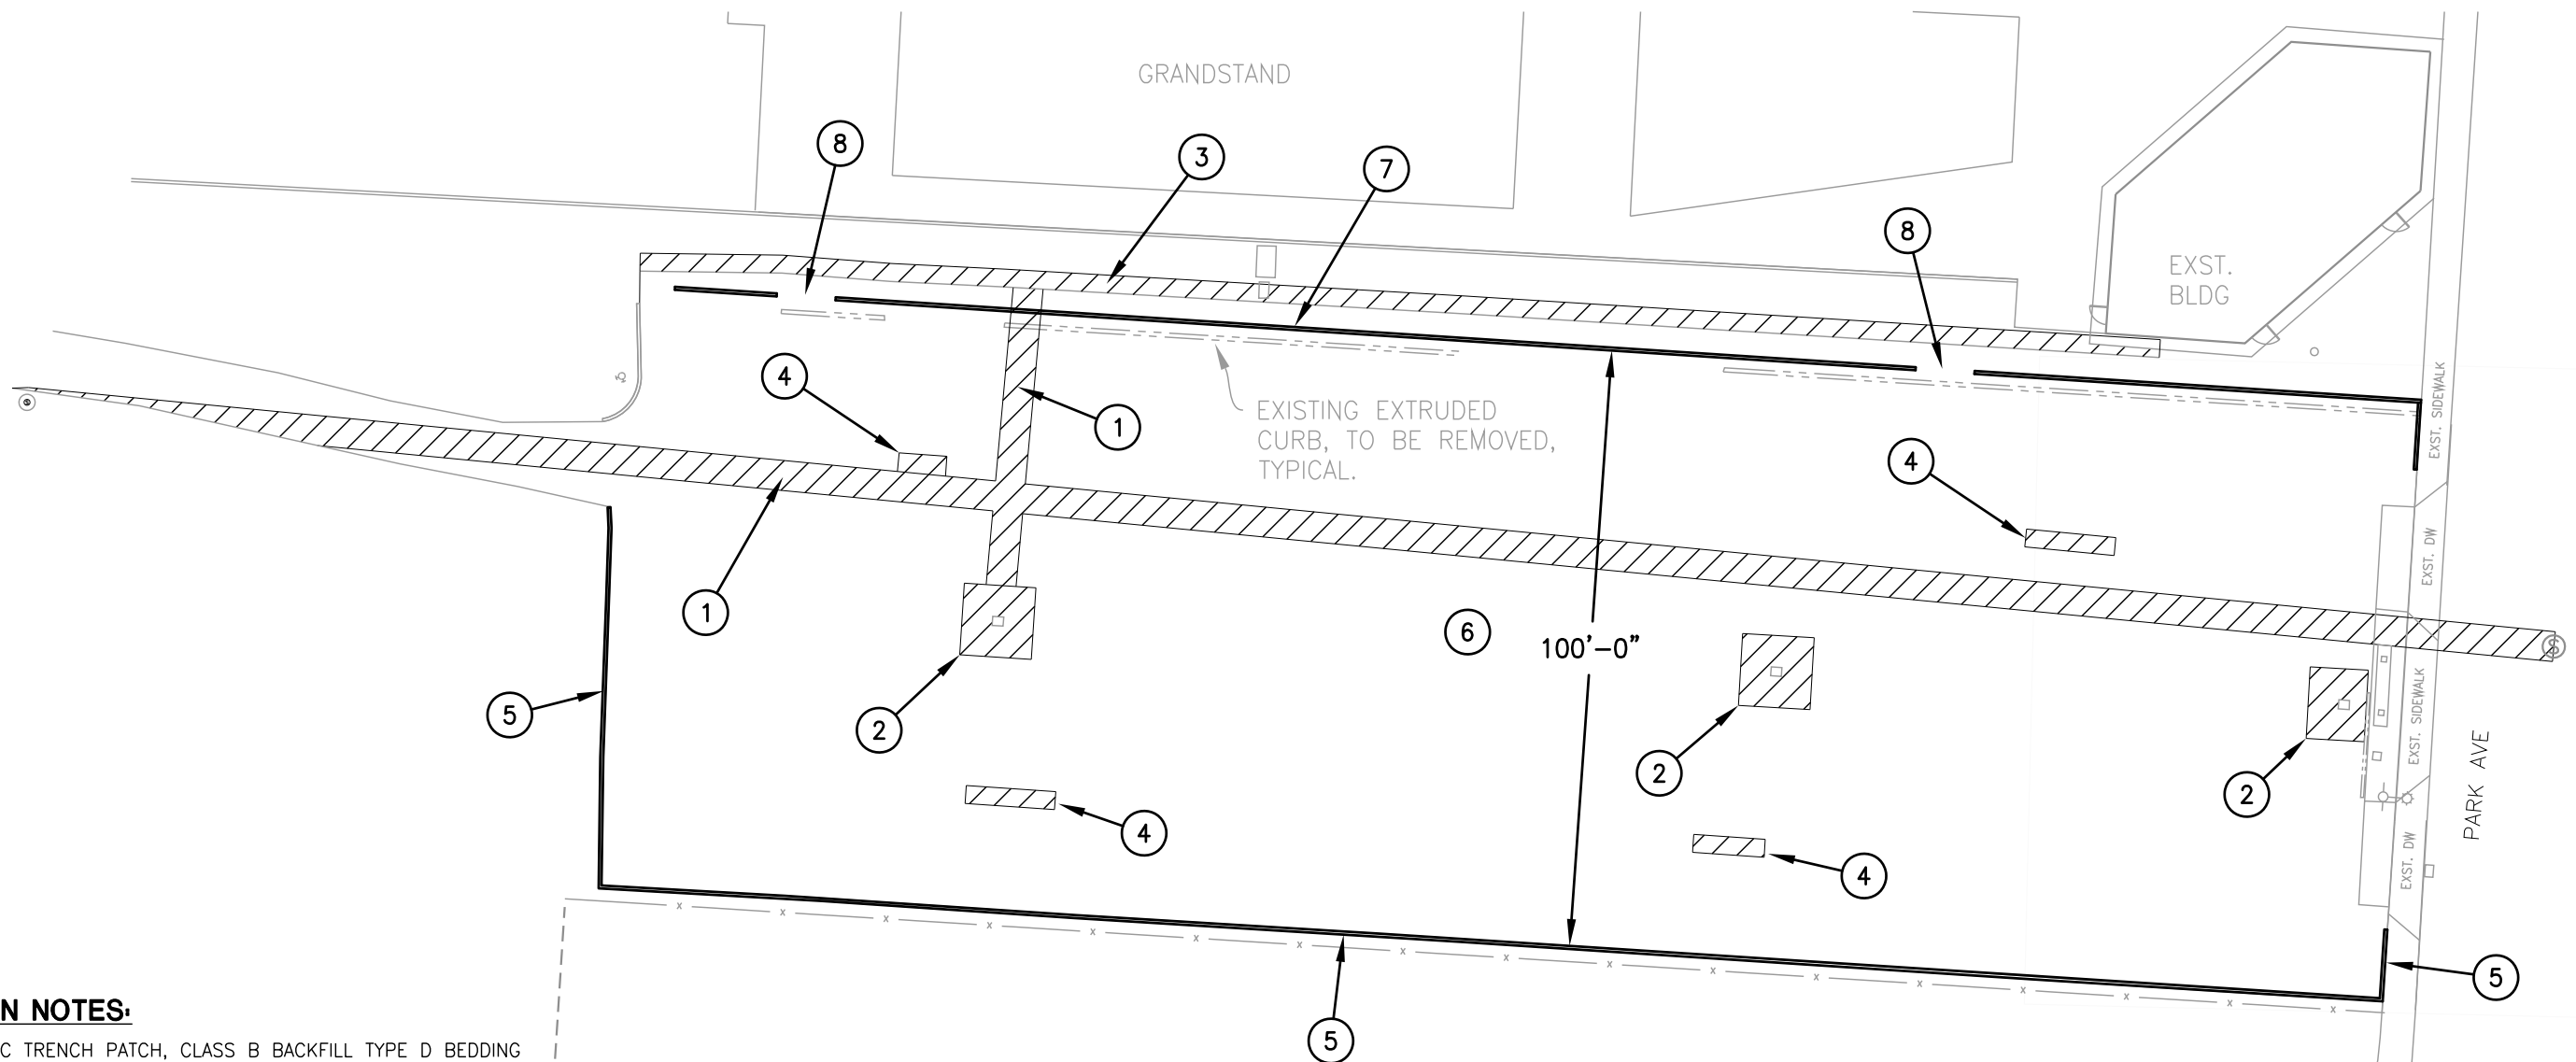 GRANDSTAND
8
3
7
8
EXST.
BLDG
4
1
EXISTING EXTRUDED
CURB, TO BE REMOVED,
TYPICAL.
4
EXST. SIDEWALK
EXST. DW
1
6
100'-0"
S
5
2
2
2
EXST. SIDEWALK
PARK AVE
4
4
EXST. DW
x x x x x x x x x x x x x x x x x
5
5
N NOTES:
C TRENCH PATCH, CLASS B BACKFILL TYPE D BEDDING